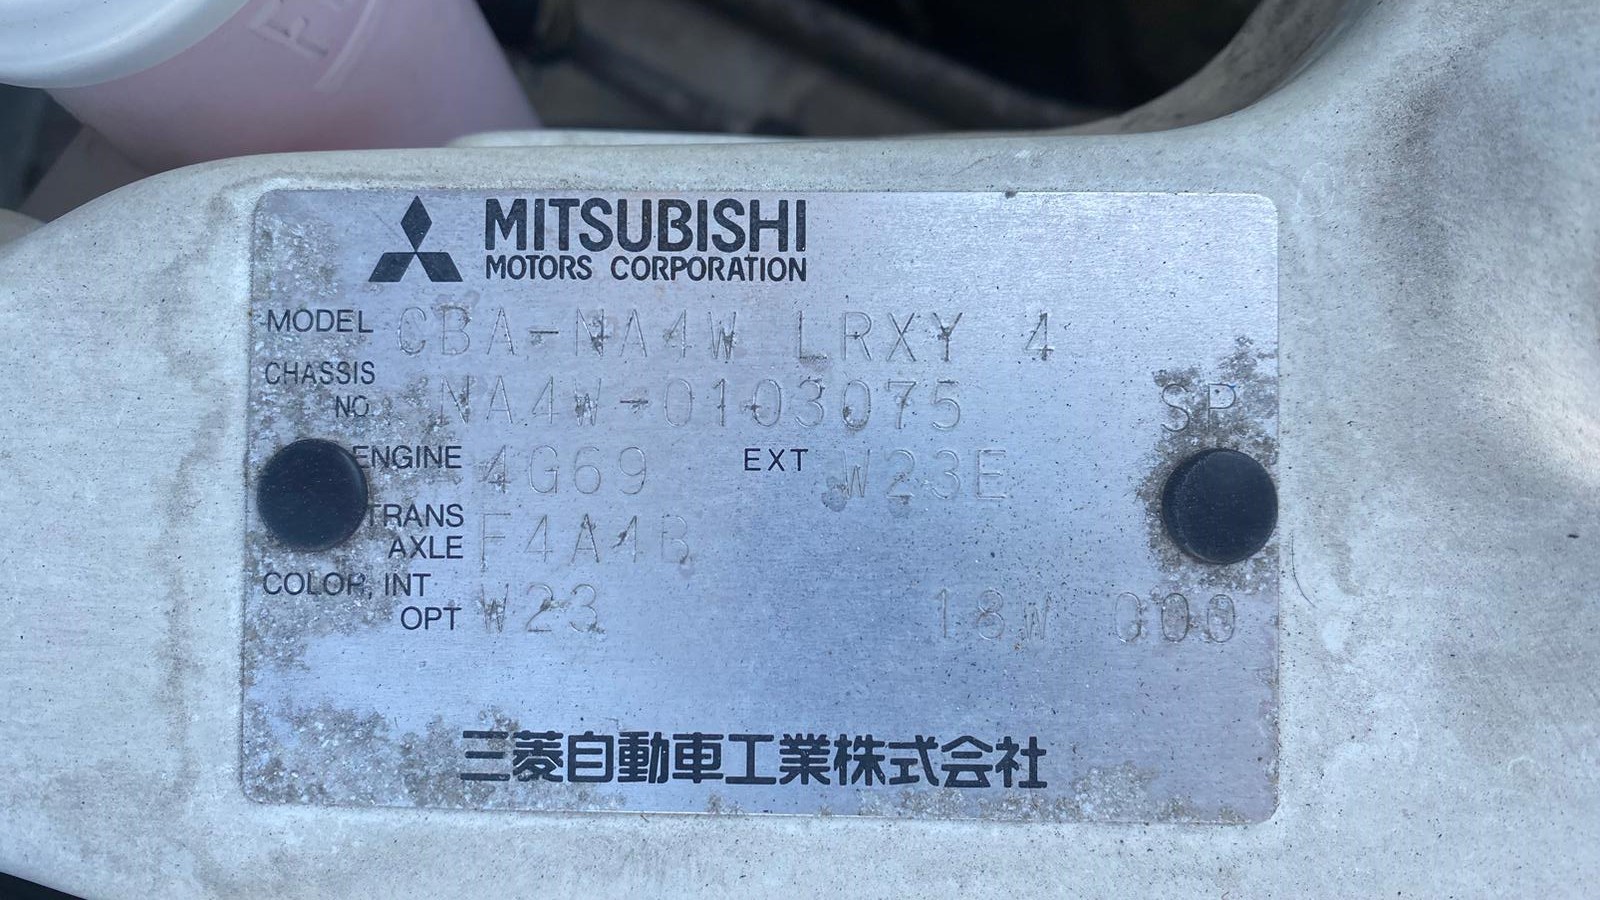 MITSUBISHI
MOTORS CORPORATION
MODEL CBA-NA4W LRXY 4
CHASSIS
NO. NA4W-0103075 SP
ENGINE 4G69 EXT W23E
TRANS
AXLE F4A4B
COLOR, INT
OPT W23 18W 000
三菱自動車工業株式会社